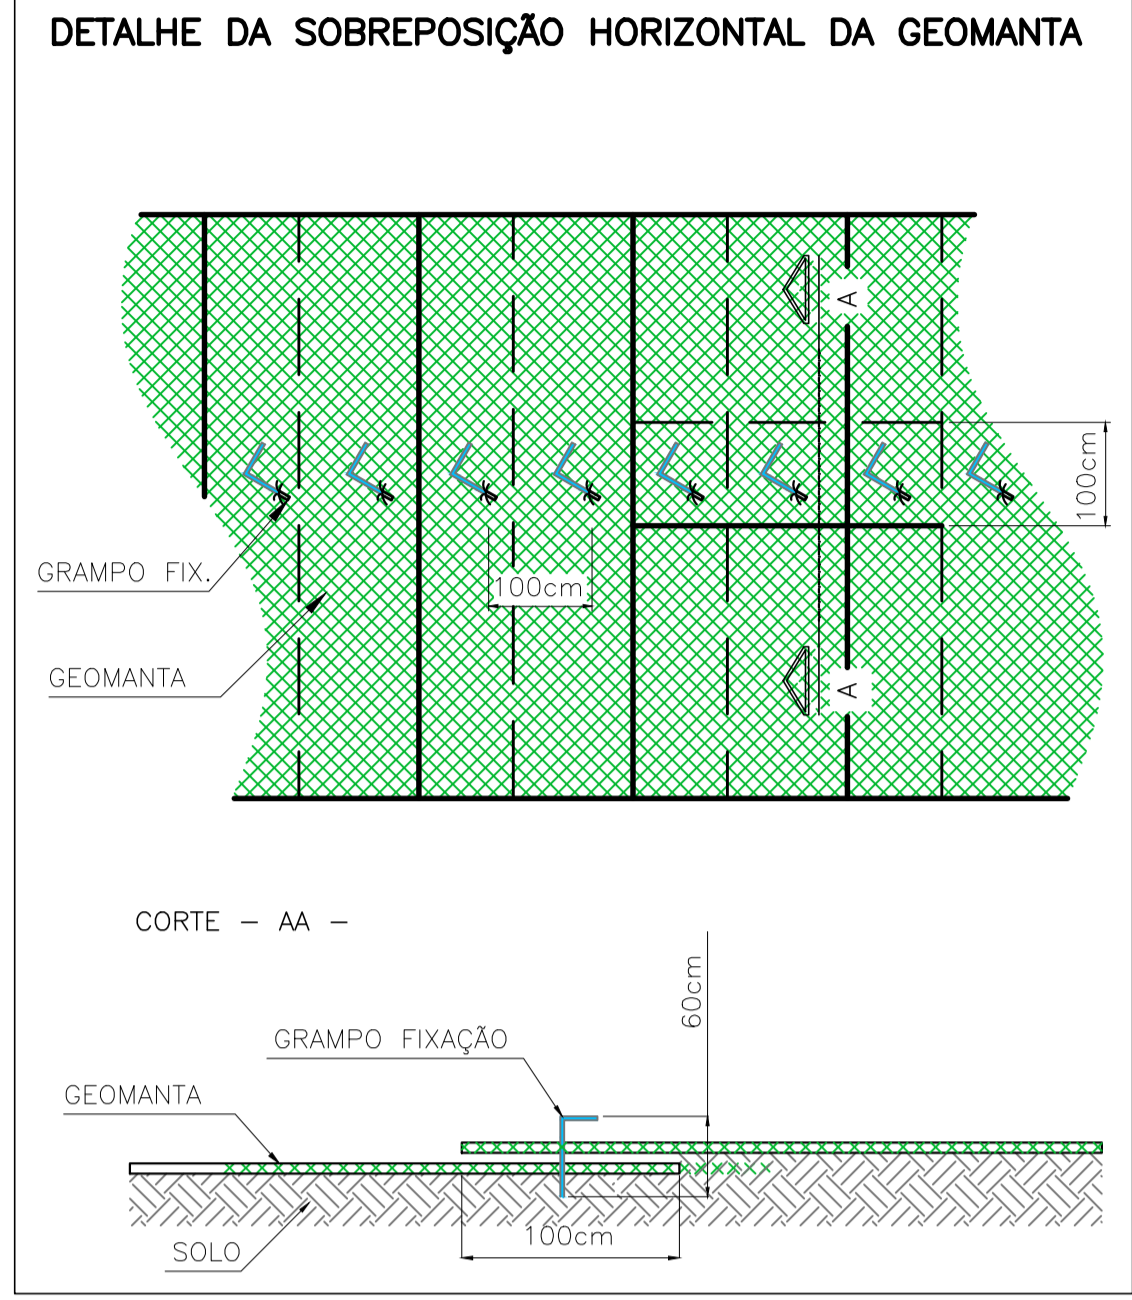 DETALHE DA SOBREPOSIÇÃO HORIZONTAL DA GEOMANTA
A
100cm
GRAMPO FIX.
100cm
GEOMANTA
A
CORTE - AA -
60cm
GRAMPO FIXAÇÃO
GEOMANTA
100cm
SOLO